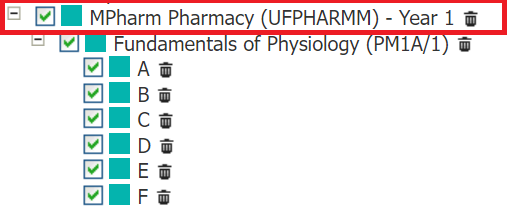 MPharm Pharmacy (UFPHARMM) - Year 1
Fundamentals of Physiology (PM1A/1)
A
B
C
D
E
F